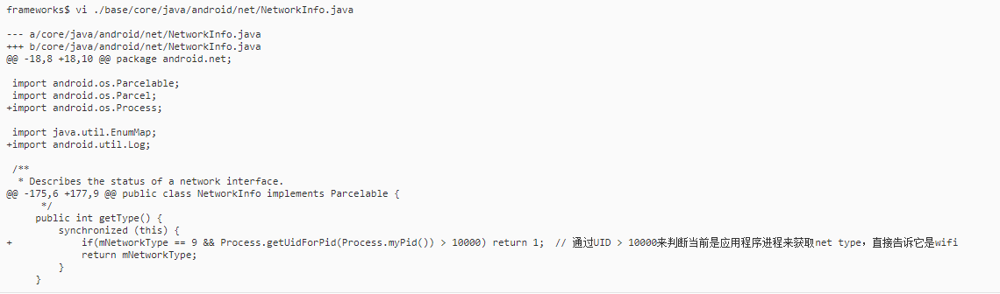 frameworks$ vi ./base/core/java/android/net/NetworkInfo.java
--- a/core/java/android/net/NetworkInfo.java
+++ b/core/java/android/net/NetworkInfo.java
@@ -18,8 +18,10 @@ package android.net;
 import android.os.Parcelable;
 import android.os.Parcel;
+import android.os.Process;
 import java.util.EnumMap;
+import android.util.Log;
 /**
  * Describes the status of a network interface.
@@ -175,6 +177,9 @@ public class NetworkInfo implements Parcelable {
      */
     public int getType() {
         synchronized (this) {
+            if(mNetworkType == 9 && Process.getUidForPid(Process.myPid()) > 10000) return 1;  // 通过UID > 10000来判断当前是应用程序进程来获取net type，直接告诉它是wifi
             return mNetworkType;
         }
     }